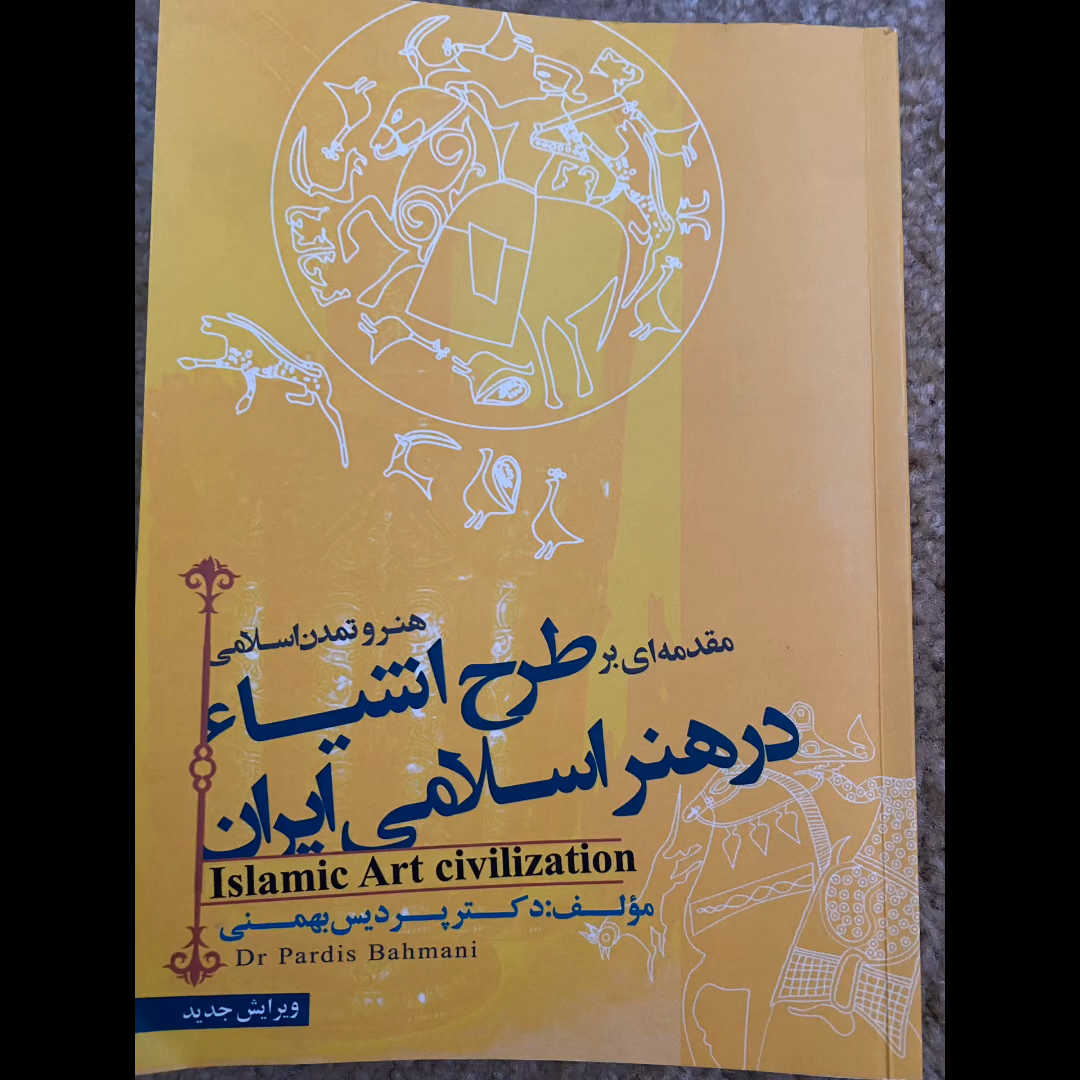 هنر و تمدن اسلامی
مقدمه‌ای بر طرح اشیاء
در هنر اسلامی ایران
Islamic Art civilization
مؤلف: دکتر پردیس بهمنی
Dr Pardis Bahmani
ویرایش جدید